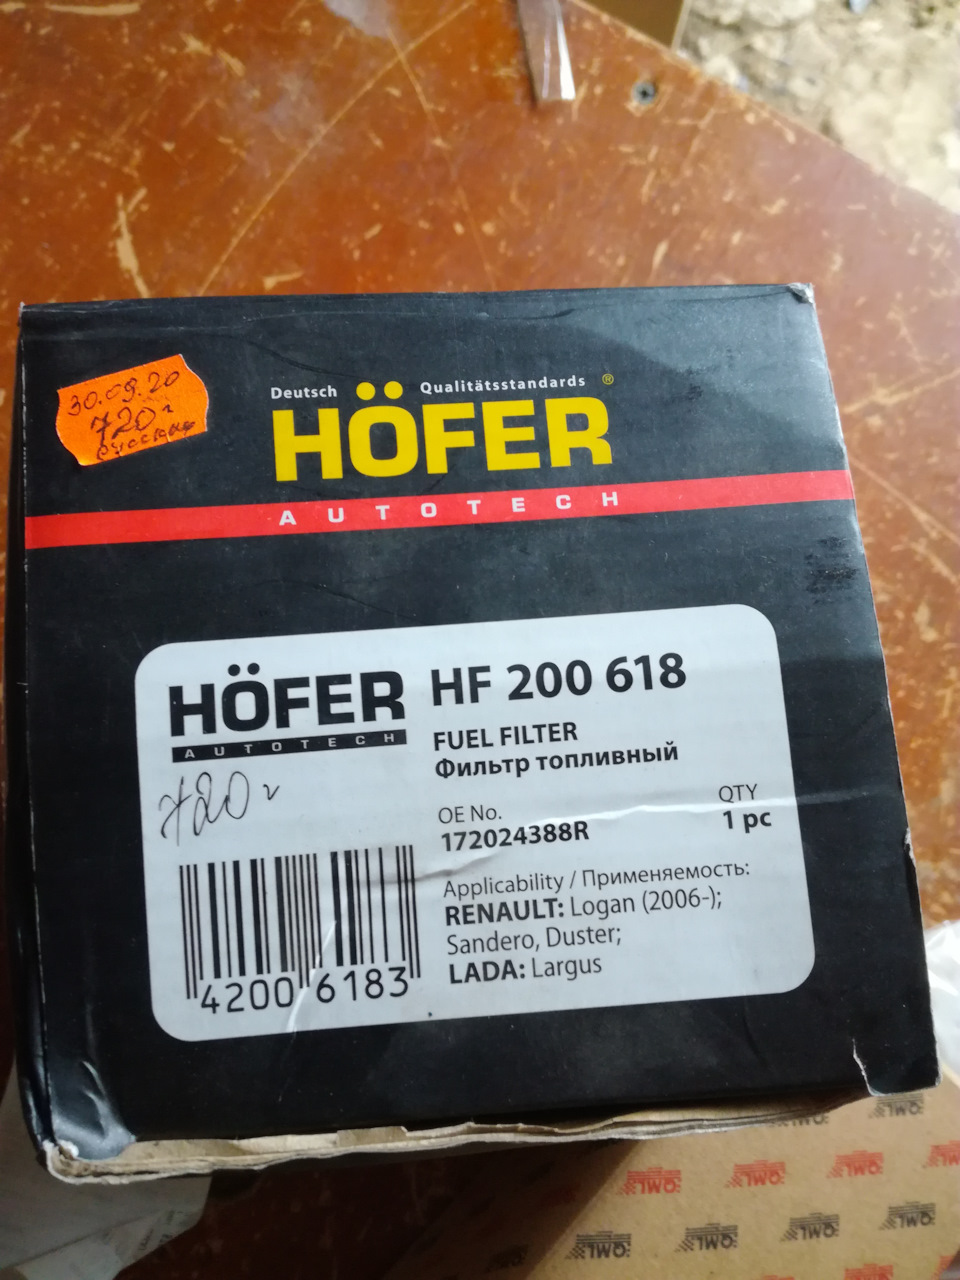 30.09.20
720 г
Deutsch Qualitätsstandards ®
HÖFER
AUTOTECH
HÖFER
AUTOTECH
HF 200 618
FUEL FILTER
Фильтр топливный
720 г
OE No.
172024388R
QTY
1 pc
Applicability / Применяемость:
RENAULT: Logan (2006-);
Sandero, Duster;
LADA: Largus
4200 6183